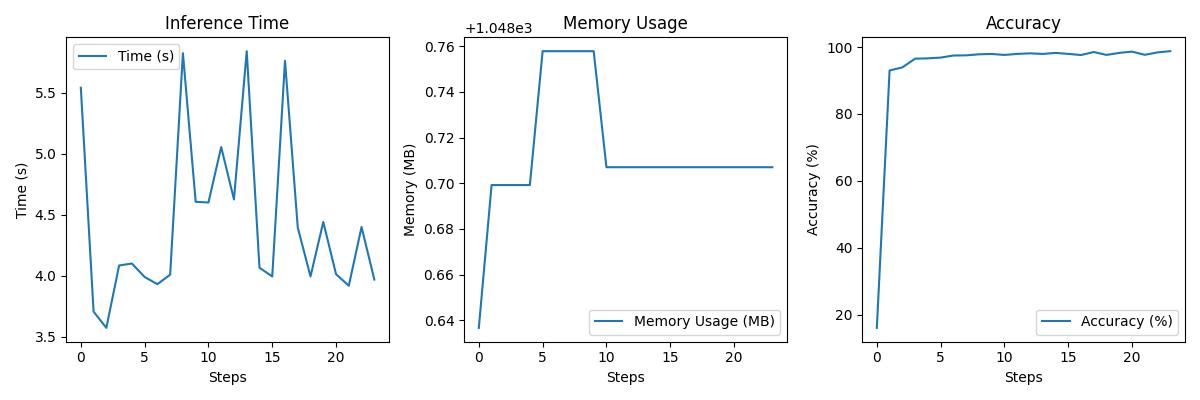 Inference Time
Time (s)
5.5
5.0
4.5
4.0
3.5
Time (s)
0 5 10 15 20
Steps
Memory Usage
+1.048e3
0.76
0.74
0.72
0.70
0.68
0.66
0.64
Memory (MB)
Memory Usage (MB)
0 5 10 15 20
Steps
Accuracy
100
80
60
40
20
Accuracy (%)
Accuracy (%)
0 5 10 15 20
Steps